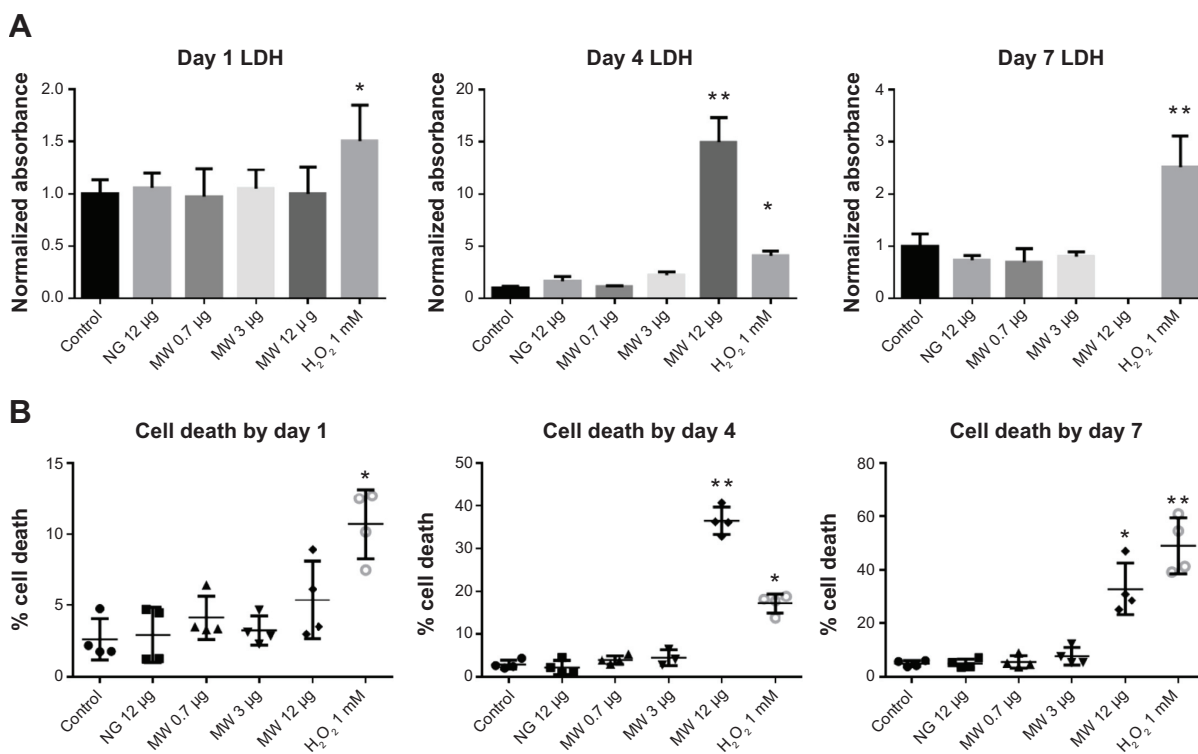 A
Day 1 LDH
Normalized absorbance
2.0
1.5
1.0
0.5
0.0
*
Control
NG 12 µg
MW 0.7 µg
MW 3 µg
MW 12 µ g
H₂O₂ 1 mM
Day 4 LDH
Normalized absorbance
20
15
10
5
0
**
*
Control
NG 12 µg
MW 0.7 µg
MW 3 µg
MW 12 µg
H₂O₂ 1 mM
Day 7 LDH
Normalized absorbance
4
3
2
1
0
**
Control
NG 12 µg
MW 0.7 µg
MW 3 µg
MW 12 µg
H₂O₂ 1 mM
B
Cell death by day 1
% cell death
15
10
5
0
*
Control
NG 12 µg
MW 0.7 µg
MW 3 µg
MW 12 µg
H₂O₂ 1 mM
Cell death by day 4
% cell death
50
40
30
20
10
0
**
*
Control
NG 12 µg
MW 0.7 µg
MW 3 µg
MW 12 µg
H₂O₂ 1 mM
Cell death by day 7
% cell death
80
60
40
20
0
*
**
Control
NG 12 µg
MW 0.7 µg
MW 3 µg
MW 12 µg
H₂O₂ 1 mM